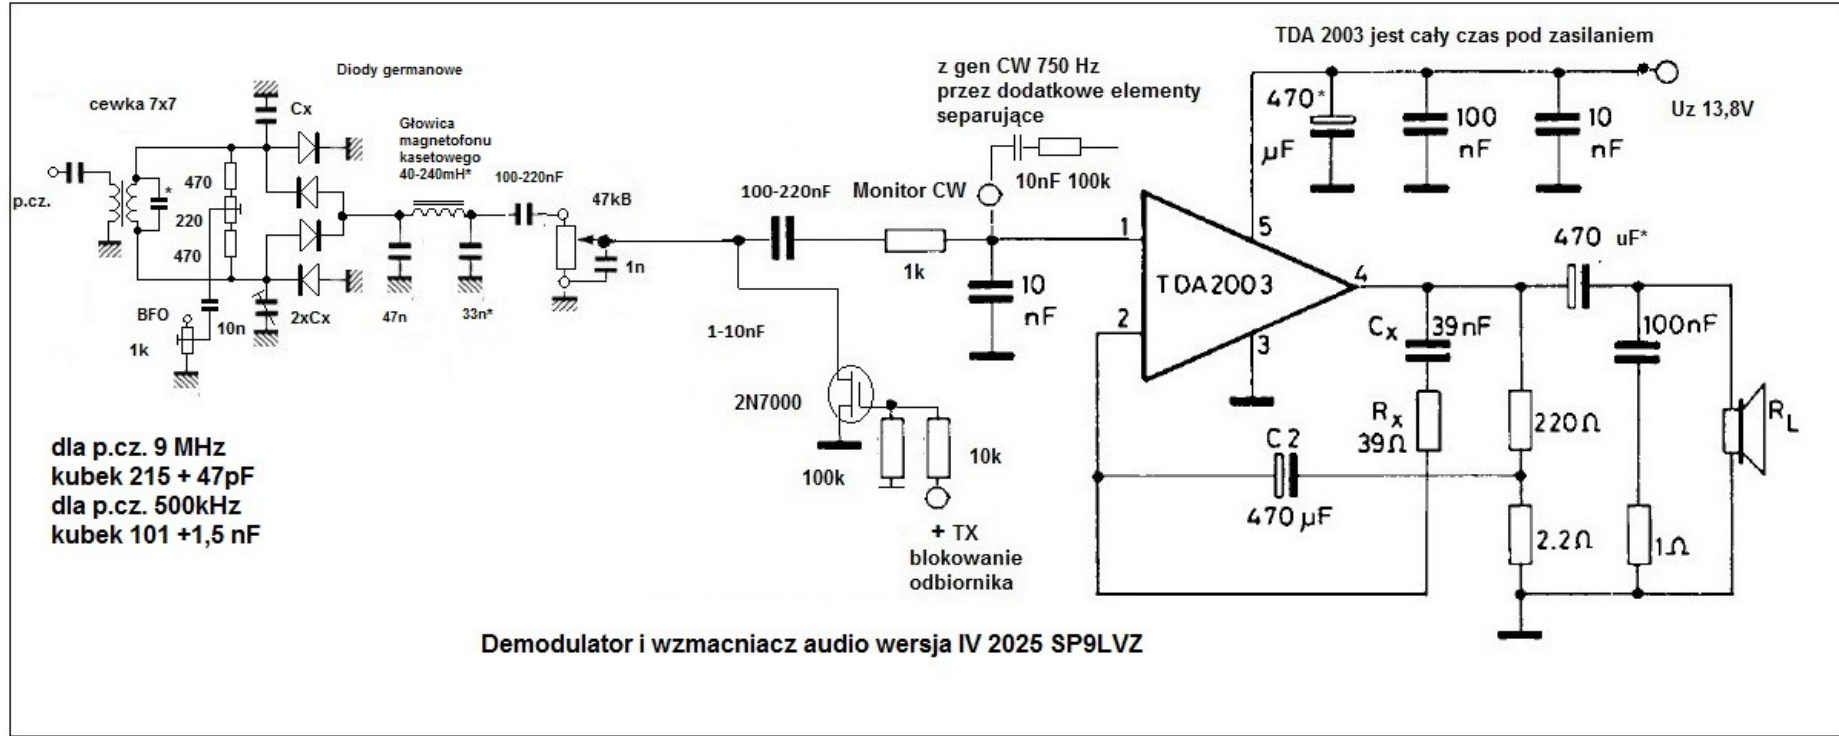 TDA 2003 jest cały czas pod zasilaniem
Diody germanowe
z gen CW 750 Hz
przez dodatkowe elementy
separujące
cewka 7x7
Cx
470*
µF
100
nF
10
nF
Uz 13,8V
Głowica
magnetofonu
kasetowego
40-240mH*
100-220nF
47kB
100-220nF
Monitor CW
10nF 100k
p.cz.
*
470
220
470
1n
1k
1
5
TDA2003
4
470 uF*
10
nF
2
3
BFO
10n
1k
2xCx
47n
33n*
1-10nF
Cx 39nF
100nF
2N7000
Rx
39Ω
220Ω
RL
dla p.cz. 9 MHz
kubek 215 + 47pF
dla p.cz. 500kHz
kubek 101 +1,5 nF
100k
10k
C2
470 µF
+ TX
blokowanie
odbiornika
2.2Ω
1Ω
Demodulator i wzmacniacz audio wersja IV 2025 SP9LVZ